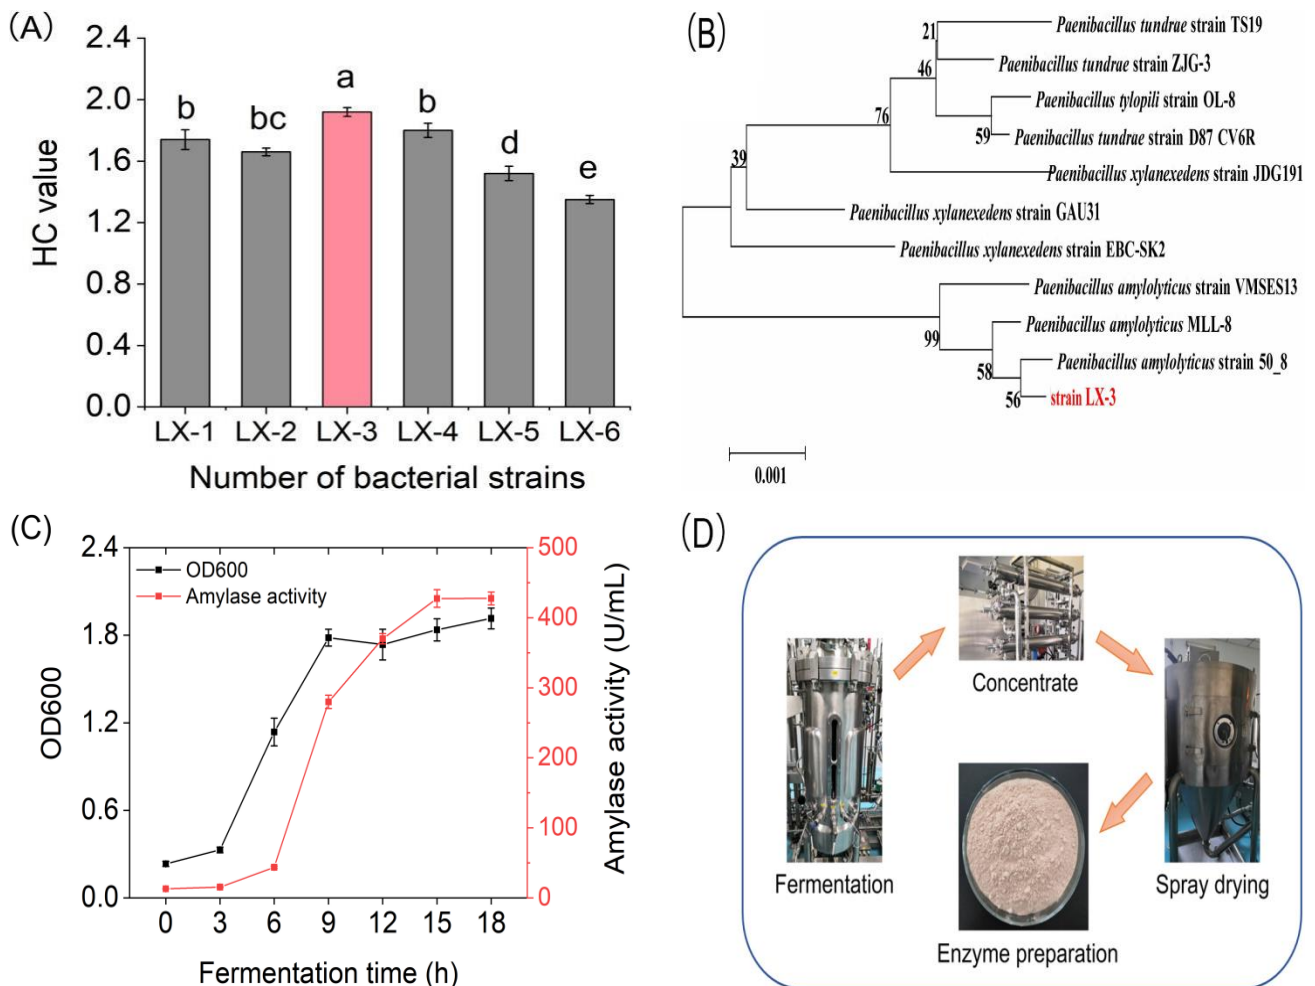 (A)
2.4
2.0
1.6
1.2
0.8
0.4
0.0
HC value
b
bc
a
b
d
e
LX-1 LX-2 LX-3 LX-4 LX-5 LX-6
Number of bacterial strains
(B)
21
46
76
59
39
99
58
56
Paenibacillus tundrae strain TS19
Paenibacillus tundrae strain ZJG-3
Paenibacillus tylopili strain OL-8
Paenibacillus tundrae strain D87 CV6R
Paenibacillus xylanexedens strain JDG191
Paenibacillus xylanexedens strain GAU31
Paenibacillus xylanexedens strain EBC-SK2
Paenibacillus amylolyticus strain VMSES13
Paenibacillus amylolyticus MLL-8
Paenibacillus amylolyticus strain 50_8
strain LX-3
0.001
(C)
2.4
1.8
1.2
0.6
0.0
OD600
OD600
Amylase activity
500
400
300
200
100
0
Amylase activity (U/mL)
0 3 6 9 12 15 18
Fermentation time (h)
(D)
Concentrate
Fermentation
Spray drying
Enzyme preparation